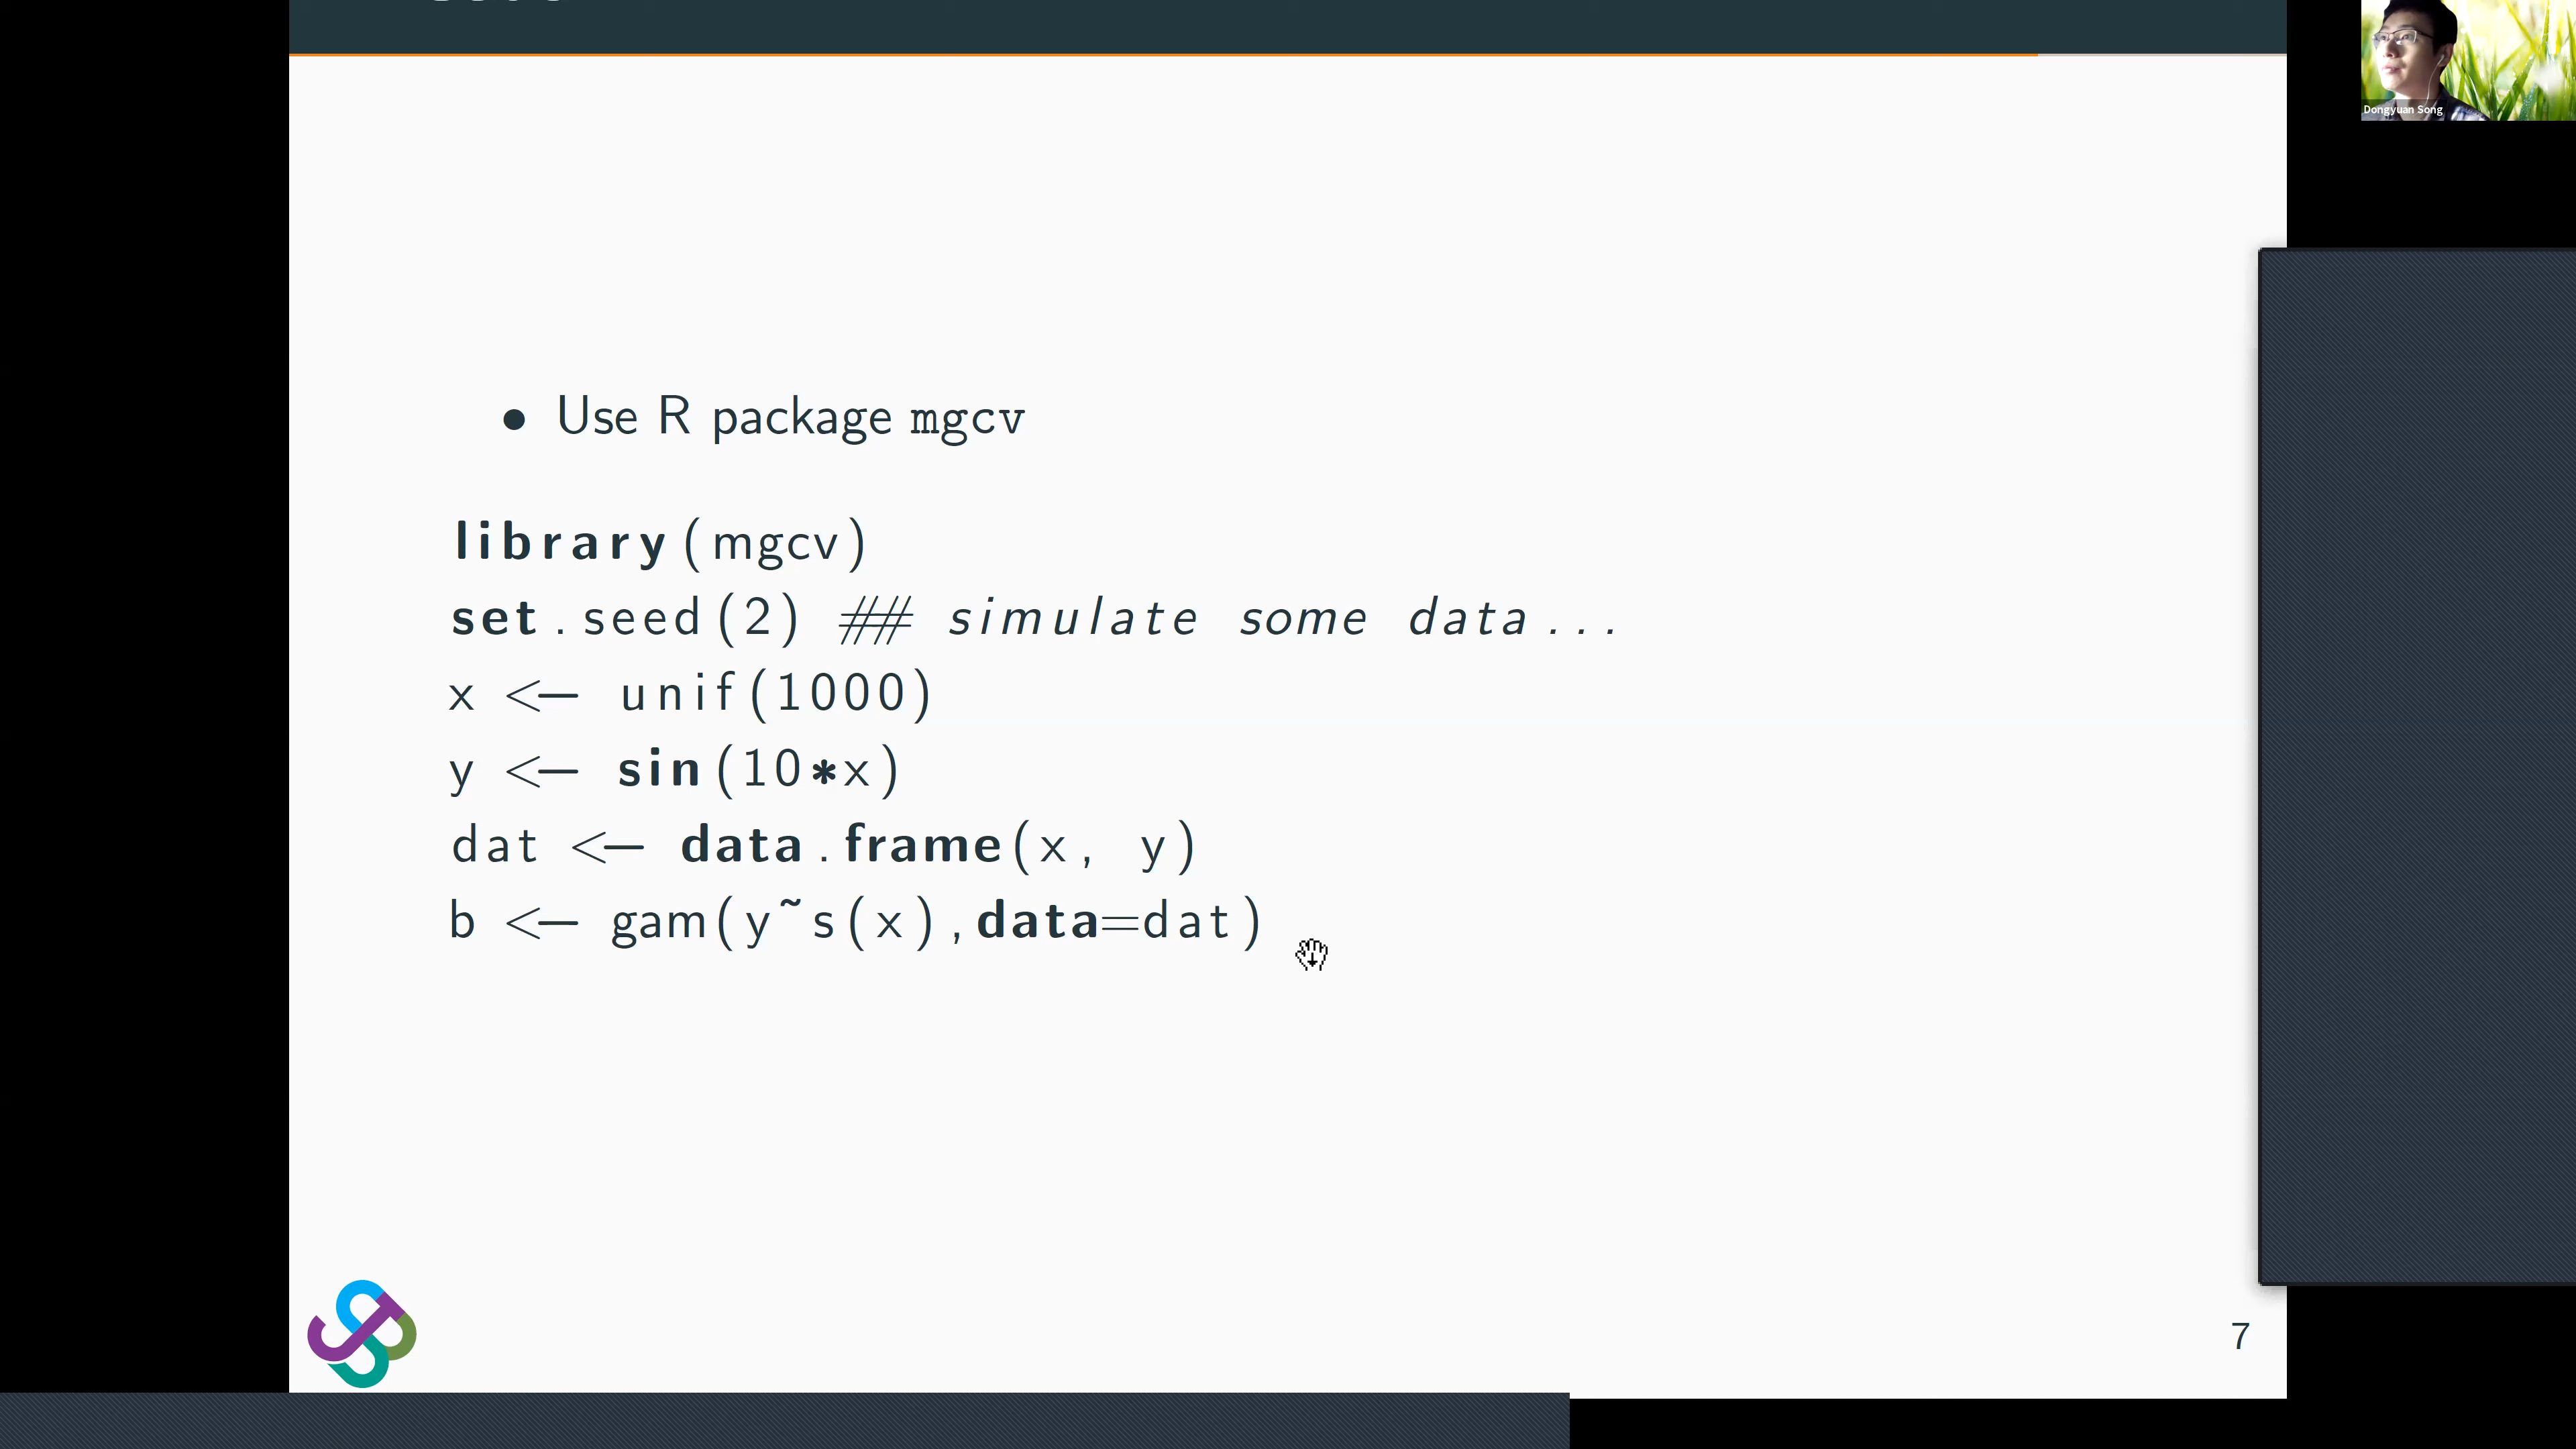 Dongyuan Song
• Use R package mgcv
library(mgcv)
set.seed(2) ## simulate some data...
x <- unif(1000)
y <- sin(10*x)
dat <- data.frame(x, y)
b <- gam(y~s(x),data=dat)
7